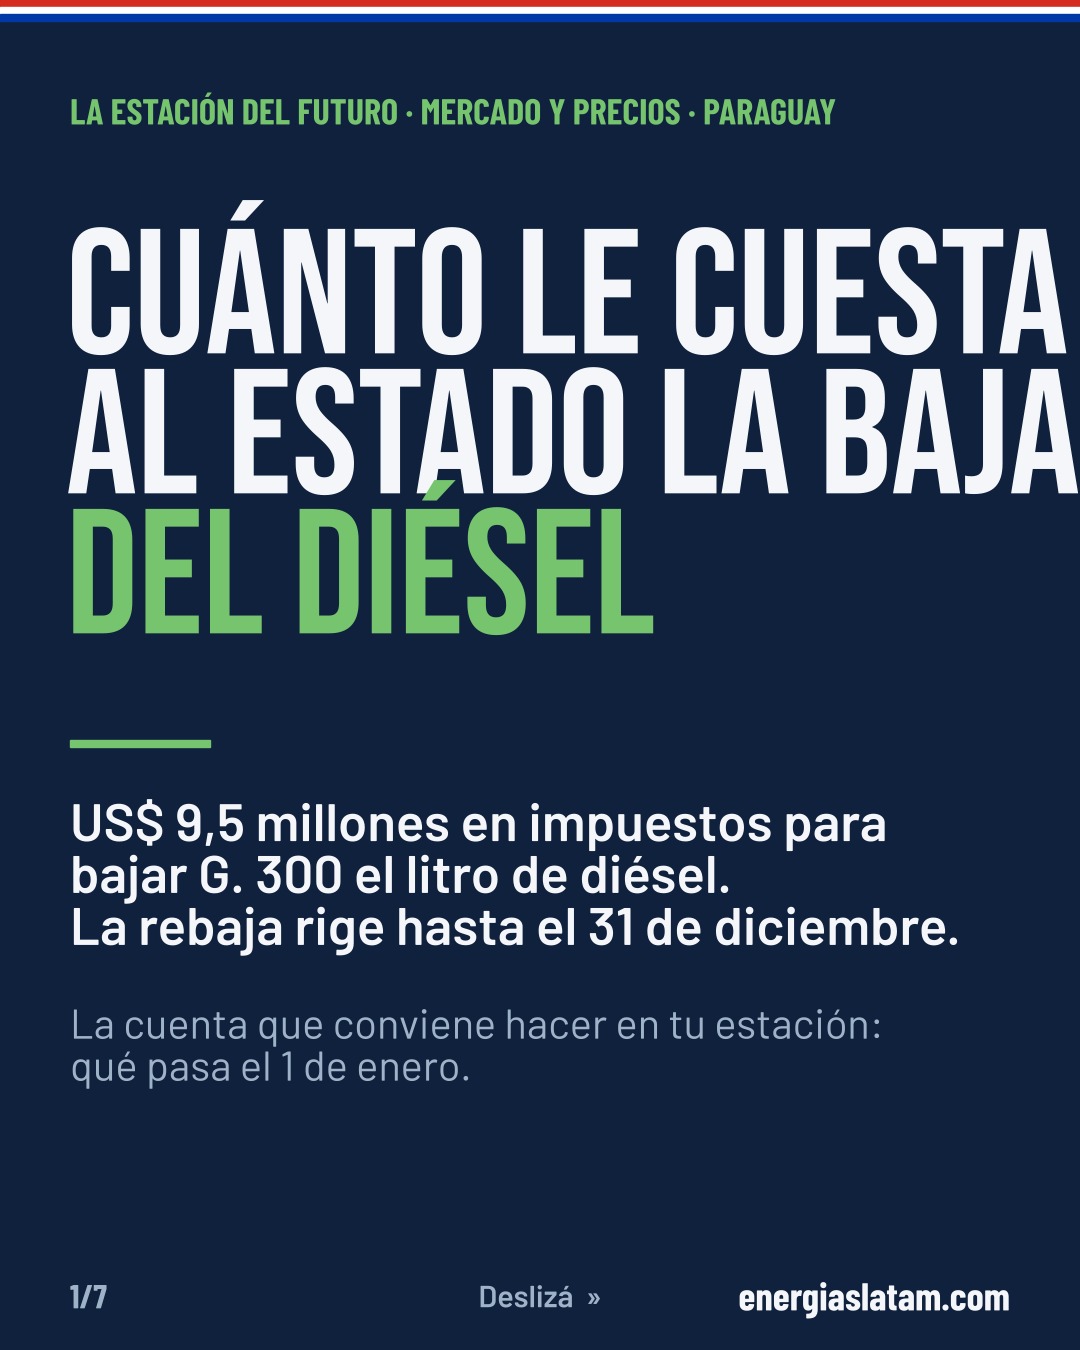 LA ESTACIÓN DEL FUTURO · MERCADO Y PRECIOS · PARAGUAY
CUÁNTO LE CUESTA
AL ESTADO LA BAJA
DEL DIÉSEL
US$ 9,5 millones en impuestos para
bajar G. 300 el litro de diésel.
La rebaja rige hasta el 31 de diciembre.
La cuenta que conviene hacer en tu estación:
qué pasa el 1 de enero.
1/7
Deslizá »
energiaslatam.com